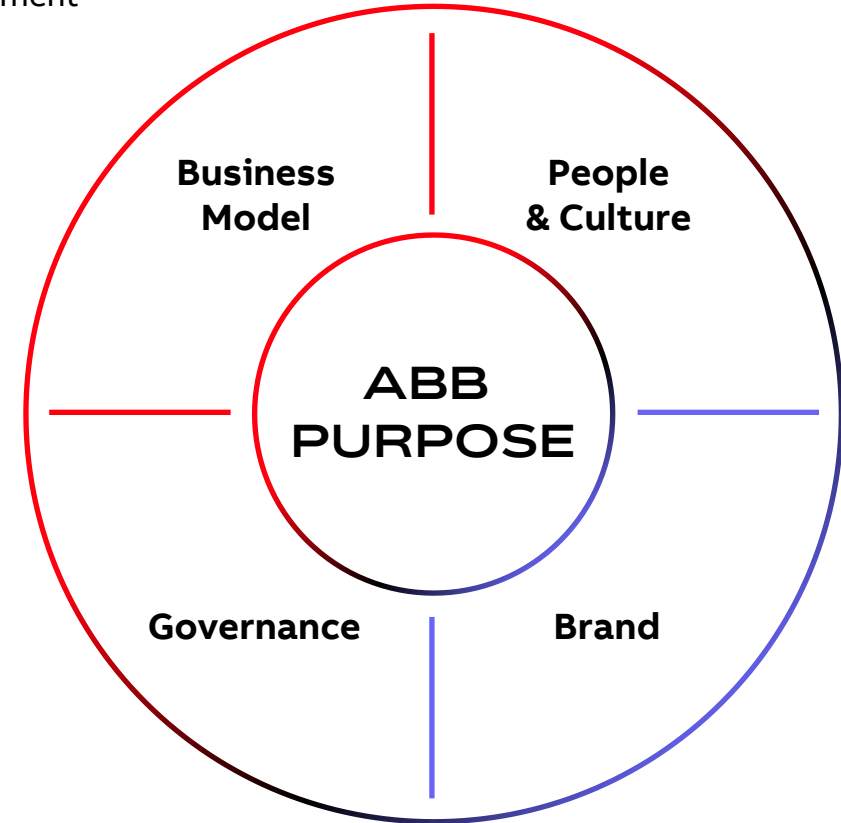 Business
Model
People
& Culture
ABB
PURPOSE
Governance
Brand